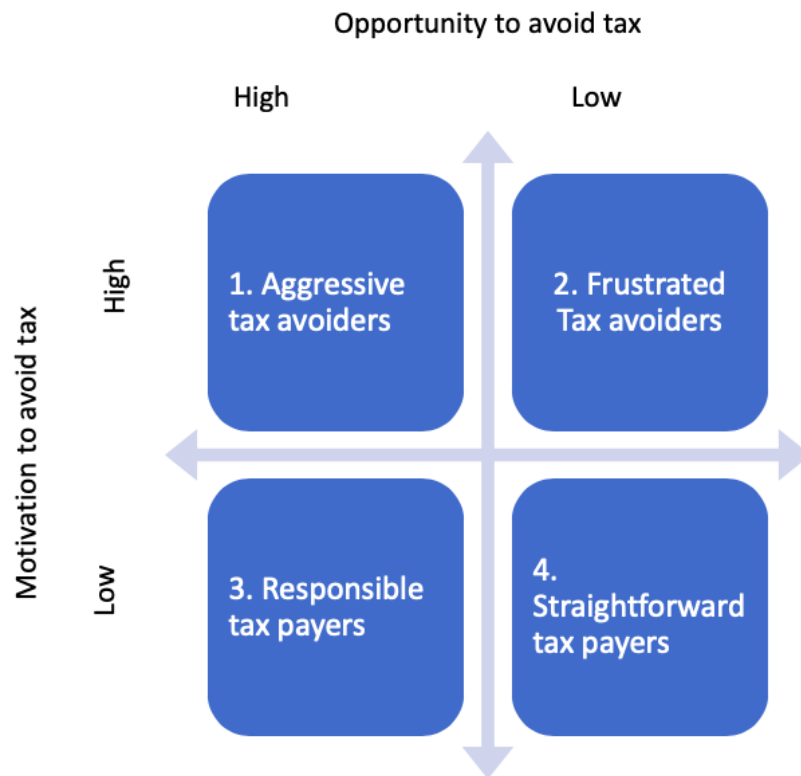 Opportunity to avoid tax
High
Low
Motivation to avoid tax
High
1. Aggressive
tax avoiders
2. Frustrated
Tax avoiders
Low
3. Responsible
tax payers
4.
Straightforward
tax payers